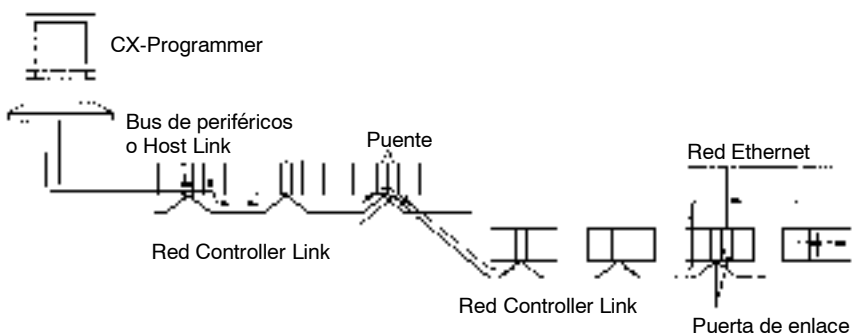 CX-Programmer
Bus de periféricos
o Host Link
Puente
Red Ethernet
Red Controller Link
Red Controller Link
Puerta de enlace